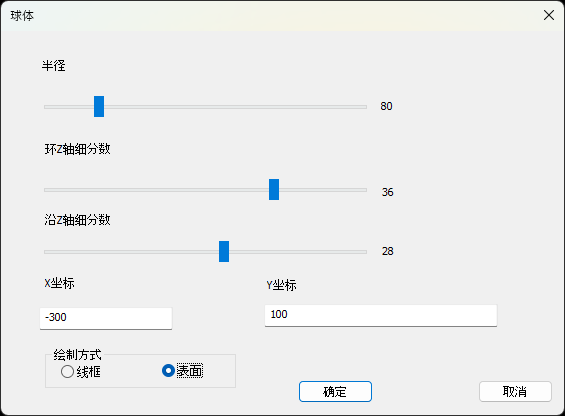 球体
半径
80
环Z轴细分数
36
沿Z轴细分数
28
X坐标
Y坐标
-300
100
绘制方式
线框
表面
确定
取消